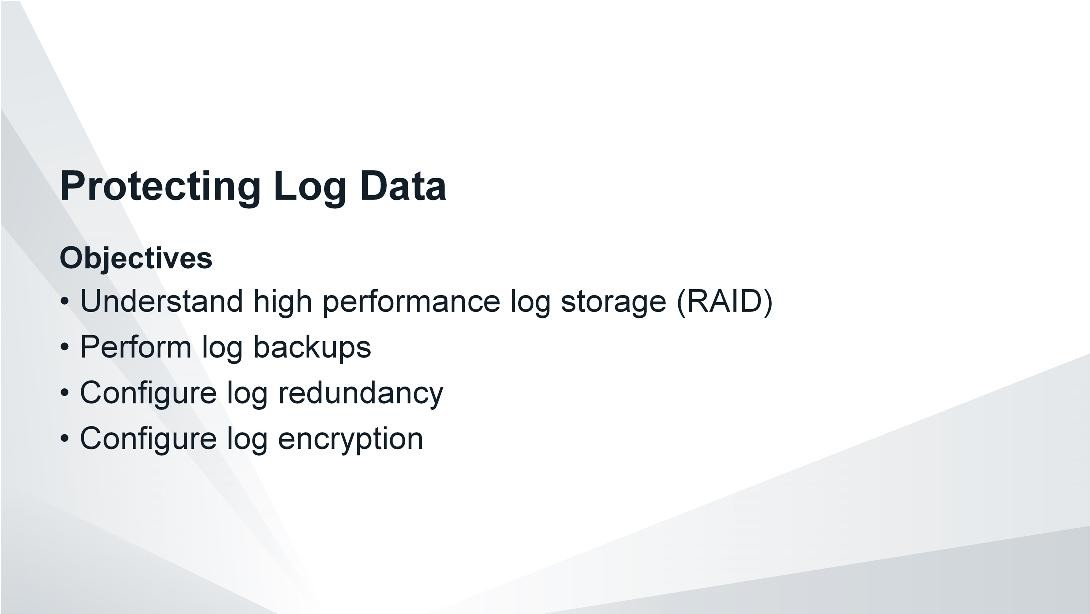 Protecting Log Data
Objectives
• Understand high performance log storage (RAID)
• Perform log backups
• Configure log redundancy
• Configure log encryption